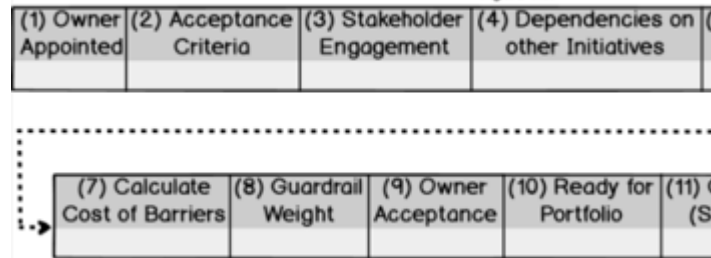 (1) Owner (2) Acceptance (3) Stakeholder (4) Dependencies on
Appointed Criteria Engagement other Initiatives
(7) Calculate (8) Guardrail (9) Owner (10) Ready for (11)
Cost of Barriers Weight Acceptance Portfolio